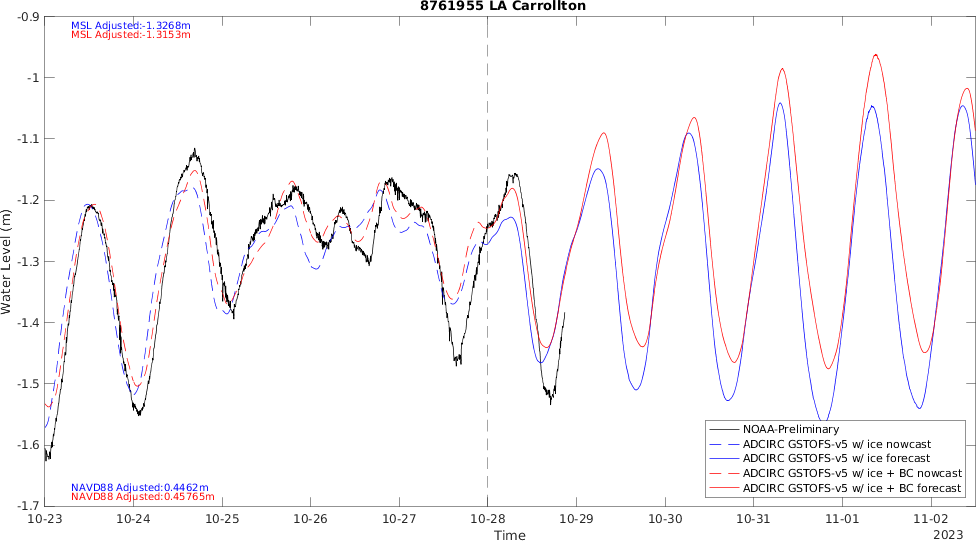 8761955 LA Carrollton
MSL Adjusted:-1.3268m
MSL Adjusted:-1.3153m
-0.9
-1
-1.1
-1.2
-1.3
-1.4
-1.5
-1.6
-1.7
Water Level (m)
NAVD88 Adjusted:0.4462m
NAVD88 Adjusted:0.45765m
NOAA-Preliminary
ADCIRC GSTOFS-v5 w/ ice nowcast
ADCIRC GSTOFS-v5 w/ ice forecast
ADCIRC GSTOFS-v5 w/ ice + BC nowcast
ADCIRC GSTOFS-v5 w/ ice + BC forecast
10-23 10-24 10-25 10-26 10-27 10-28 10-29 10-30 10-31 11-01 11-02
Time
2023